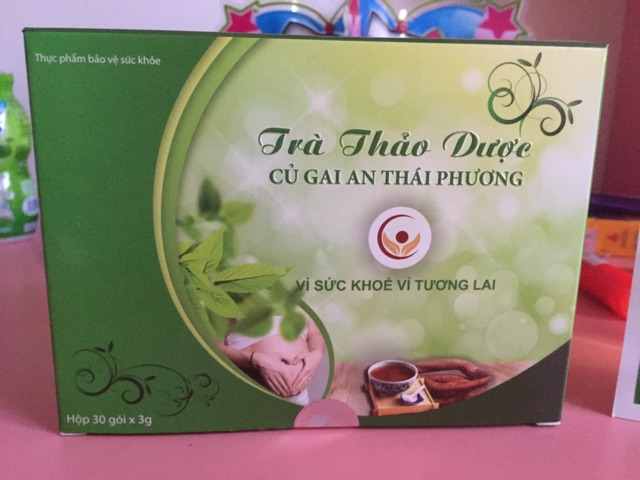 Thực phẩm bảo vệ sức khỏe
Trà Thảo Dược
CỦ GAI AN THÁI PHƯƠNG
VÌ SỨC KHOẺ VÌ TƯƠNG LAI
Hộp 30 gói x 3g